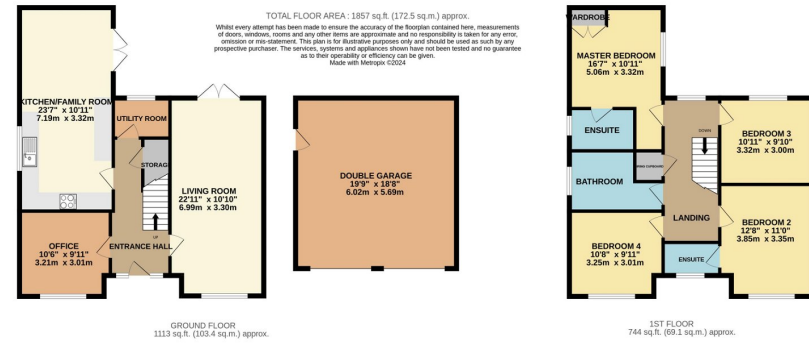 TOTAL FLOOR AREA : 1857 sq.ft. (172.5 sq.m.) approx.
Whilst every attempt has been made to ensure the accuracy of the floorplan contained here, measurements
of doors, windows, rooms and any other items are approximate and no responsibility is taken for any error,
omission or mis-statement. This plan is for illustrative purposes only and should be used as such by any
prospective purchaser. The services, systems and appliances shown have not been tested and no guarantee
as to their operability or efficiency can be given.
Made with Metropix ©2024
KITCHEN/FAMILY ROOM
23'7" x 10'11"
7.19m x 3.32m
UTILITY ROOM
STORAGE
LIVING ROOM
22'11" x 10'10"
6.99m x 3.30m
UP
OFFICE
10'6" x 9'11"
3.21m x 3.01m
ENTRANCE HALL
GROUND FLOOR
1113 sq.ft. (103.4 sq.m.) approx.
DOUBLE GARAGE
19'9" x 18'8"
6.02m x 5.69m
WARDROBE
MASTER BEDROOM
16'7" x 10'11"
5.06m x 3.32m
ENSUITE
DOWN
BEDROOM 3
10'11" x 9'10"
3.32m x 3.00m
CUPBOARD
BATHROOM
LANDING
BEDROOM 2
12'8" x 11'0"
3.85m x 3.35m
BEDROOM 4
10'8" x 9'11"
3.25m x 3.01m
ENSUITE
1ST FLOOR
744 sq.ft. (69.1 sq.m.) approx.